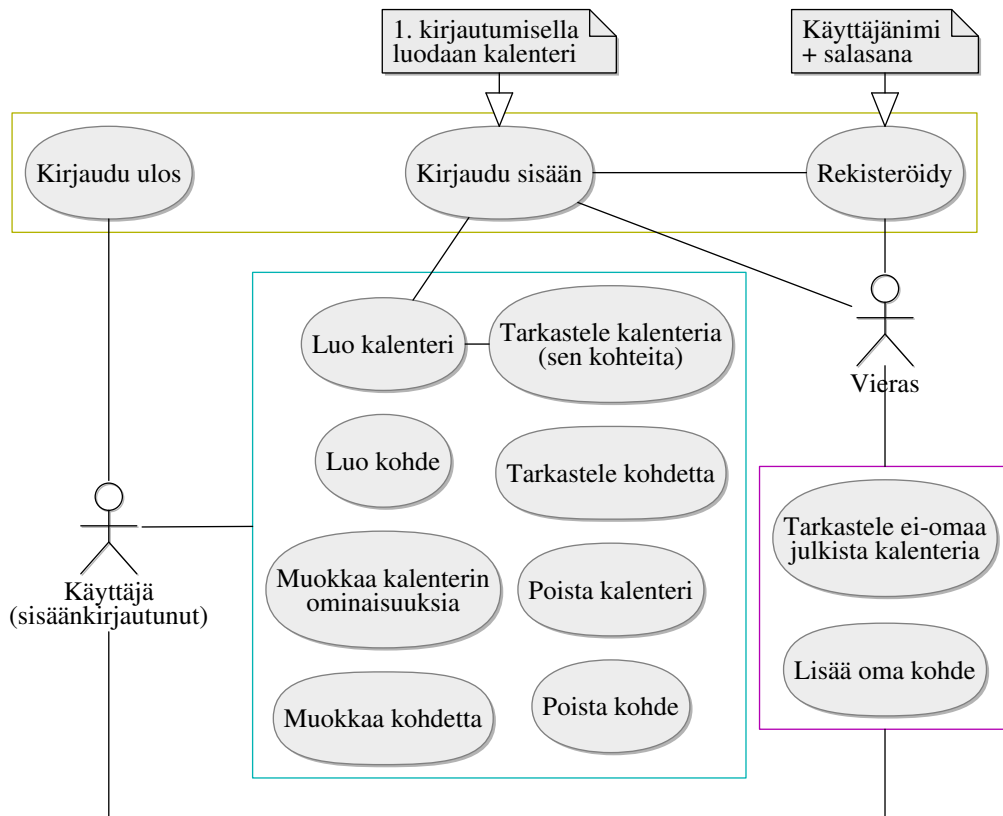 1. kirjautumisella
luodaan kalenteri
Käyttäjänimi
+ salasana
Kirjaudu ulos
Kirjaudu sisään
Rekisteröidy
Luo kalenteri
Tarkastele kalenteria
(sen kohteita)
Vieras
Luo kohde
Tarkastele kohdetta
Käyttäjä
(sisäänkirjautunut)
Muokkaa kalenterin
ominaisuuksia
Poista kalenteri
Muokkaa kohdetta
Poista kohde
Tarkastele ei-omaa
julkista kalenteria
Lisää oma kohde